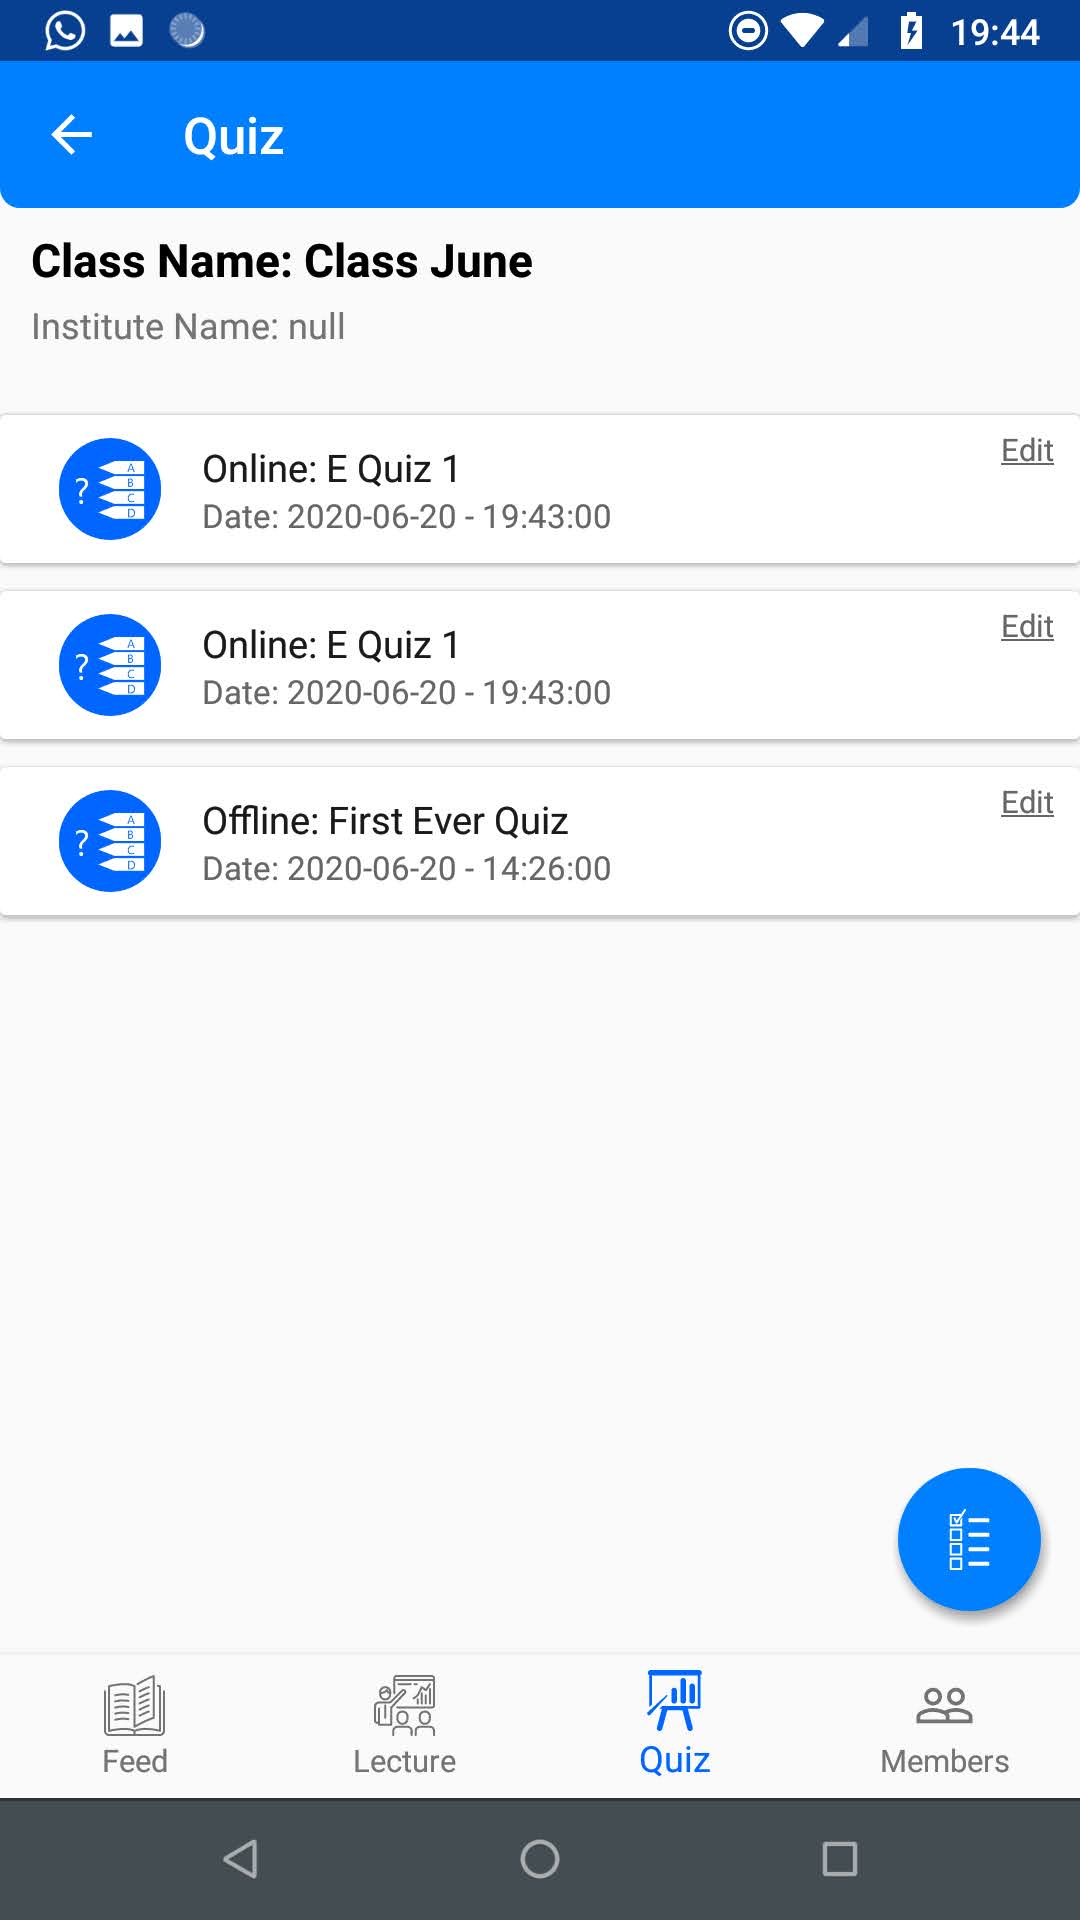 19:44
Quiz
Class Name: Class June
Institute Name: null
Online: E Quiz 1
Edit
Date: 2020-06-20 - 19:43:00
? A B C D
Online: E Quiz 1
Edit
Date: 2020-06-20 - 19:43:00
? A B C D
Offline: First Ever Quiz
Edit
Date: 2020-06-20 - 14:26:00
? A B C D
Feed
Lecture
Quiz
Members